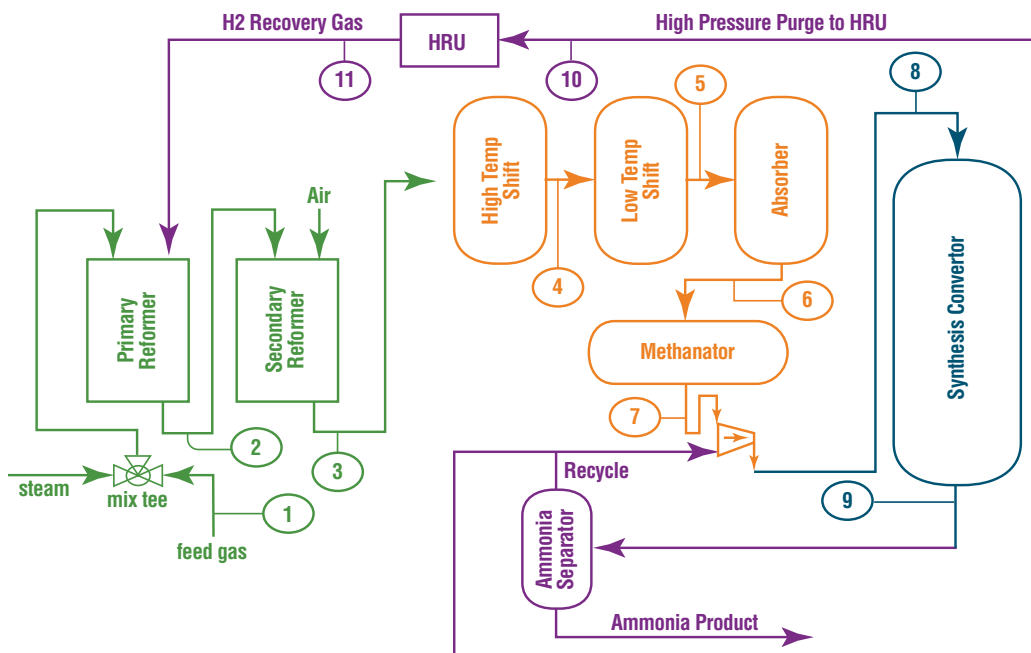 H2 Recovery Gas
HRU
High Pressure Purge to HRU
11
10
8
5
High Temp
Shift
Low Temp
Shift
Absorber
Air
4
6
Primary
Reformer
Secondary
Reformer
Synthesis Convertor
Methanator
7
2
3
steam
mix tee
Recycle
9
1
feed gas
Ammonia
Separator
Ammonia Product